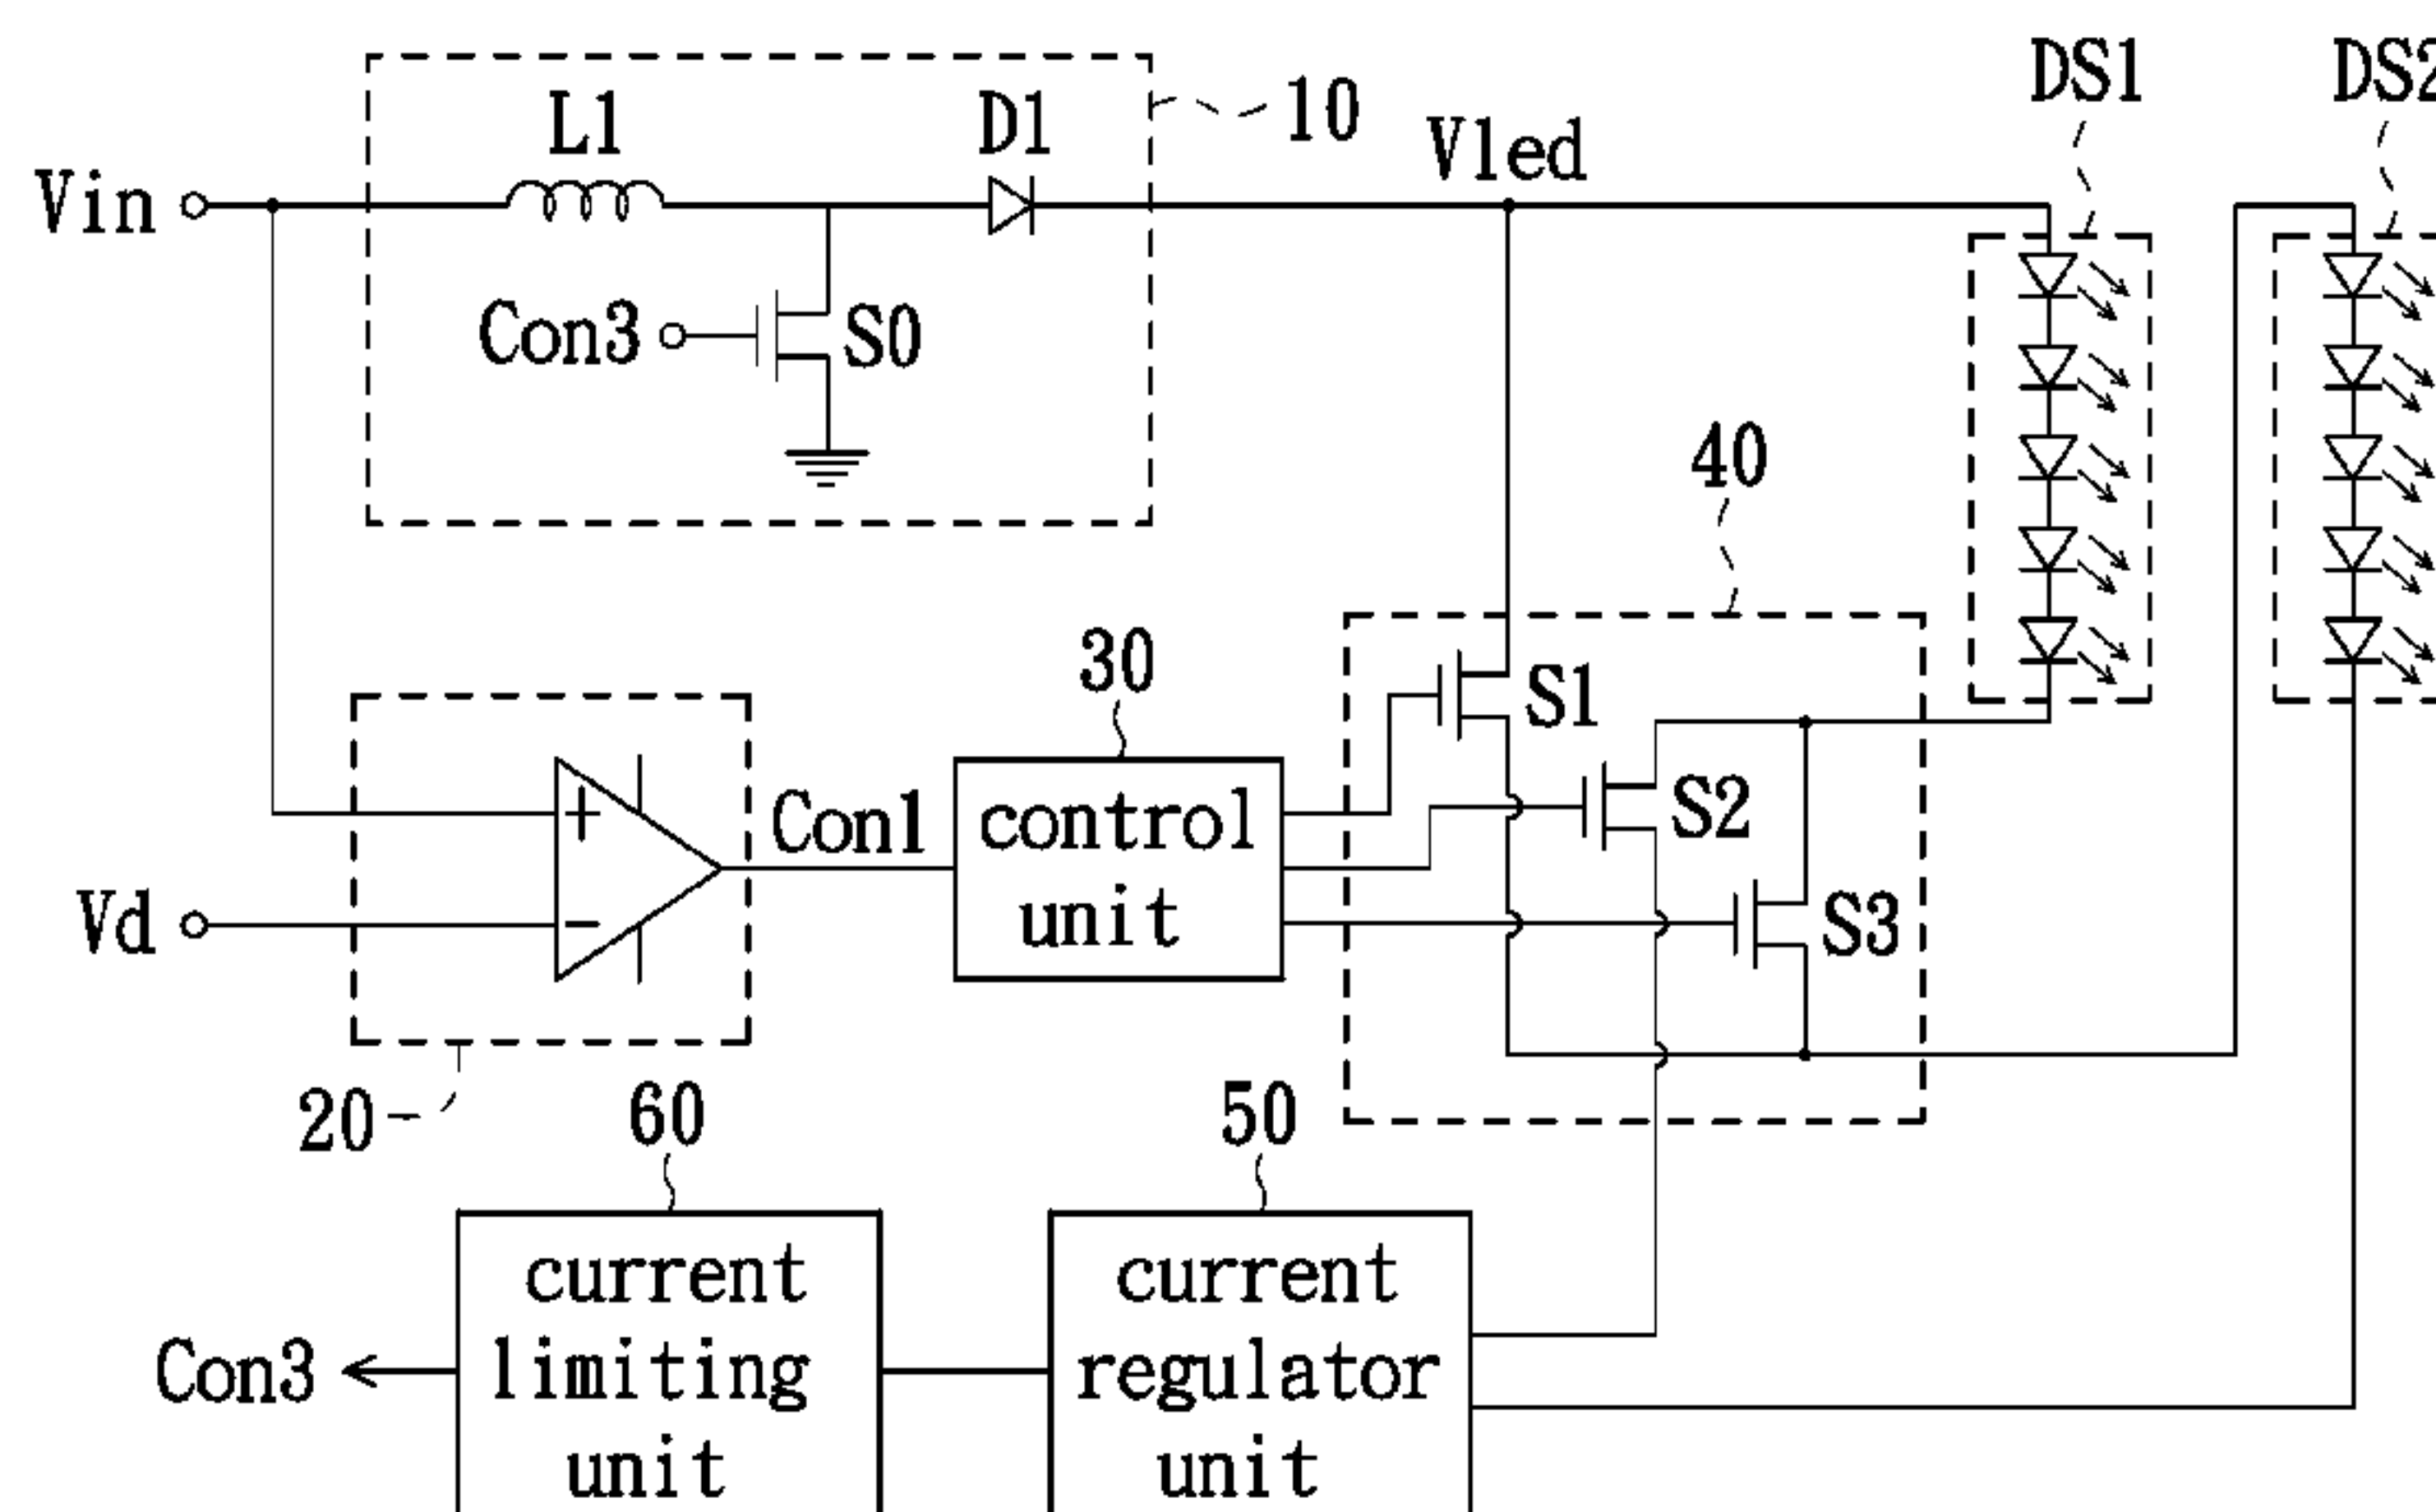 DS1
DS2
L1
D1
10
Vled
Vin
Con3
S0
40
30
S1
S2
Con1
control
unit
Vd
S3
20
60
50
current
limiting
unit
current
regulator
unit
Con3